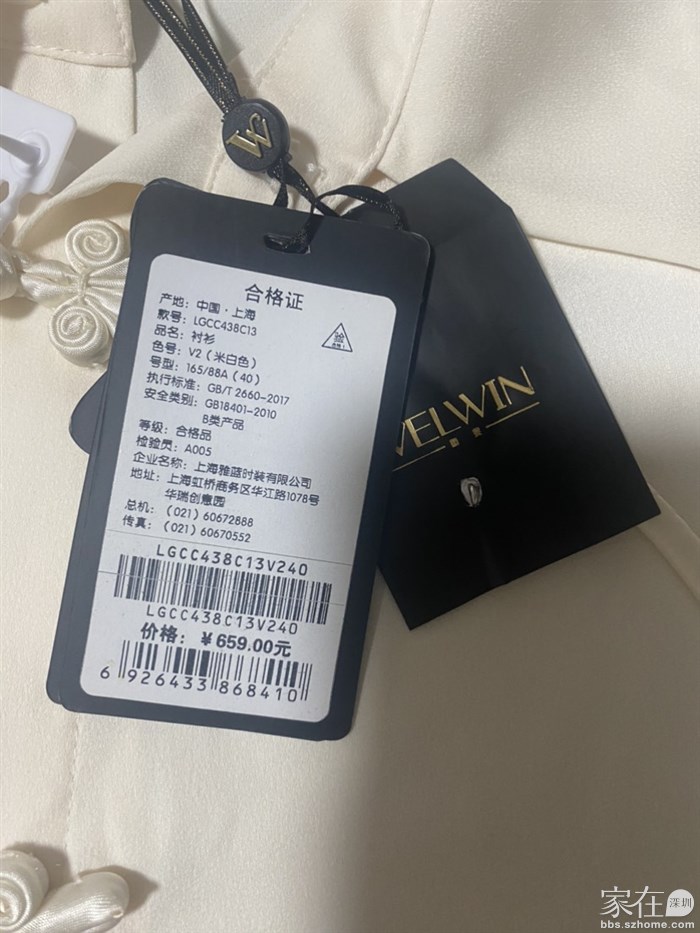 W
合格证
产地：中国·上海
款号：LGCC438C13
品名：衬衫
色号：V2（米白色）
号型：165/88A（40）
执行标准：GB/T 2660-2017
安全类别：GB18401-2010
B类产品
等级：合格品
检验员：A005
企业名称：上海雅蓝时装有限公司
地址：上海虹桥商务区华江路1078号
华瑞创意园
总机：（021）60672888
传真：（021）60670552
LGCC438C13V240
LGCC438C13V240
价格：￥659.00元
6 926433 868410
VELWIN
家在深圳
bbs.szhome.com